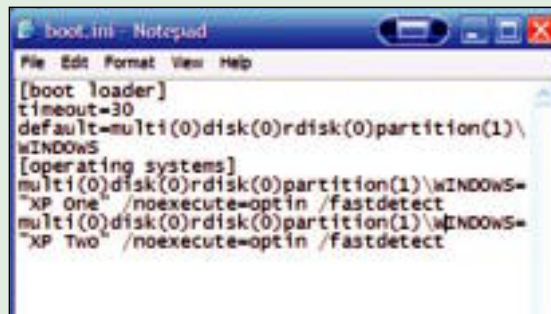 boot.ini - Notepad
File Edit Format View Help
[boot loader]
timeout=30
default=multi(0)disk(0)rdisk(0)partition(1)\
WINDOWS
[operating systems]
multi(0)disk(0)rdisk(0)partition(1)\WINDOWS=
"XP One" /noexecute=optin /fastdetect
multi(0)disk(0)rdisk(0)partition(1)\WINDOWS=
"XP Two" /noexecute=optin /fastdetect